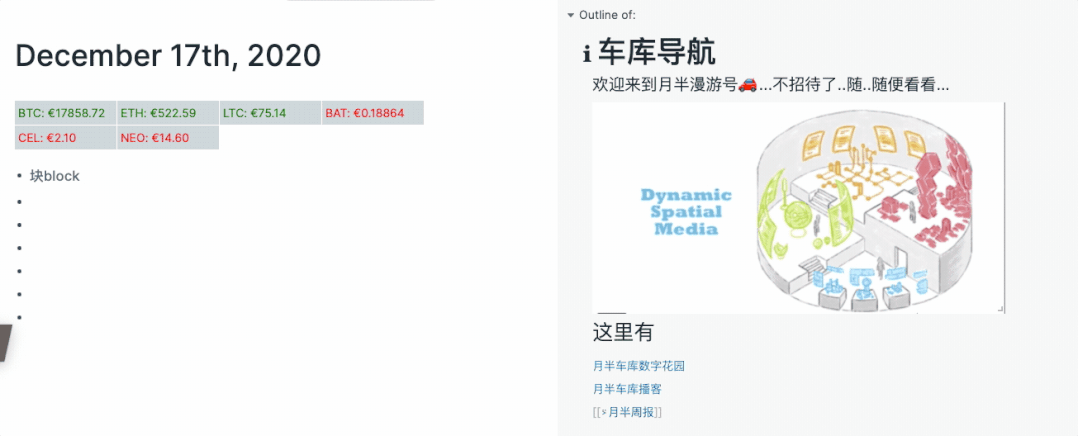 December 17th, 2020
BTC: €17858.72 ETH: €522.59 LTC: €75.14 BAT: €0.18864
CEL: €2.10 NEO: €14.60
块block
Outline of:
ℹ车库导航
欢迎来到月半漫游号🚗...不招待了..随..随便看看...
Dynamic
Spatial
Media
这里有
月半车库数字花园
月半车库播客
[[⚡月半周报]]